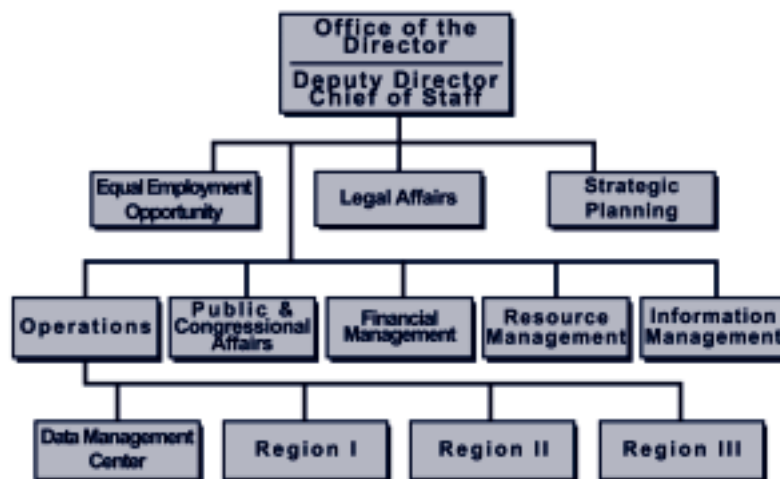 Office of the
Director
Deputy Director
Chief of Staff
Equal Employment
Opportunity
Legal Affairs
Strategic
Planning
Operations
Public &
Congressional
Affairs
Financial
Management
Resource
Management
Information
Management
Data Management
Center
Region I
Region II
Region III